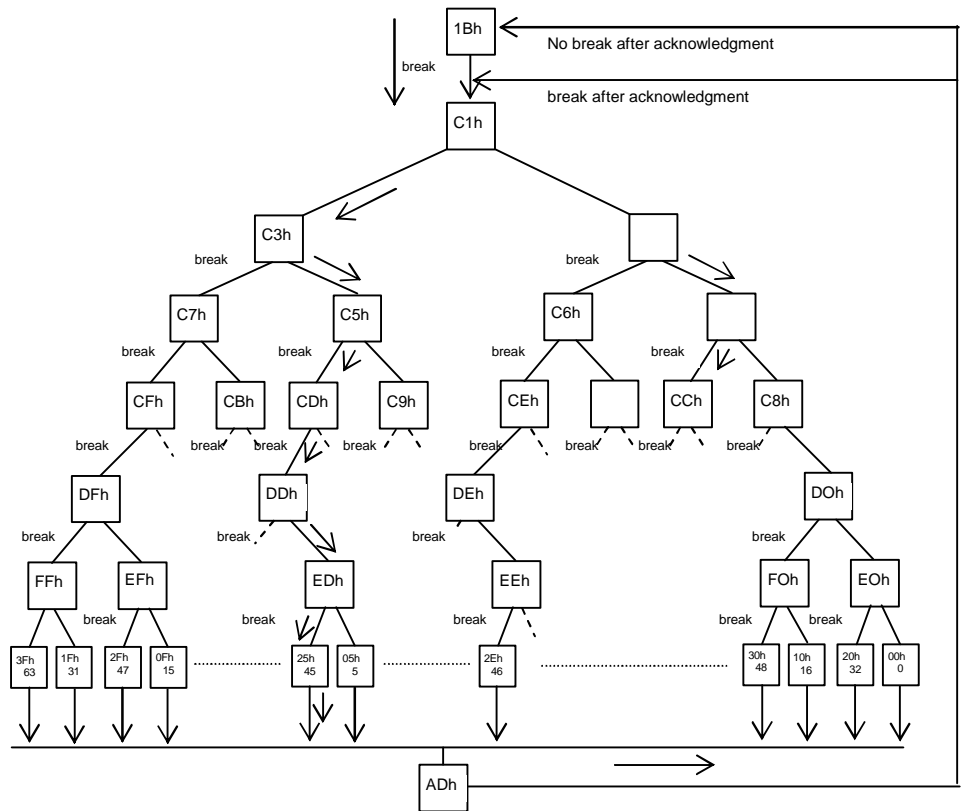 1Bh
No break after acknowledgment
break
break after acknowledgment
C1h
C3h
break
break
C7h
C5h
C6h
break
break
break
break
CFh
CBh
CDh
C9h
CEh
CCh
C8h
break
break
break
break
break
break
break
break
DFh
DDh
DEh
DOh
break
break
break
break
FFh
EFh
EDh
EEh
FOh
EOh
break
break
break
break
break
break
3Fh
63
1Fh
31
2Fh
47
0Fh
15
25h
45
05h
5
2Eh
46
30h
48
10h
16
20h
32
00h
0
ADh